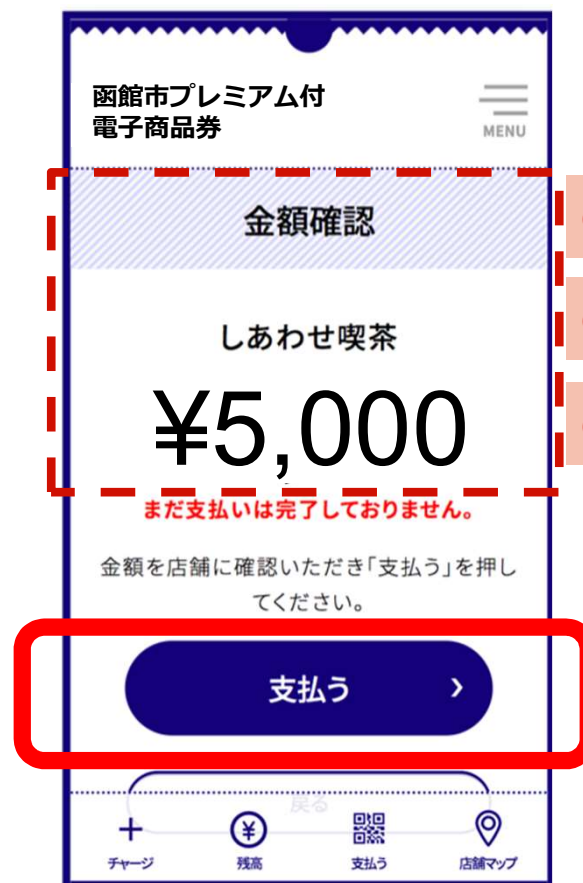 函館市プレミアム付
電子商品券
MENU
金額確認
しあわせ喫茶
¥5,000
まだ支払いは完了しておりません。
金額を店舗に確認いただき「支払う」を押し
てください。
支払う
戻る
チャージ
残高
支払う
店舗マップ